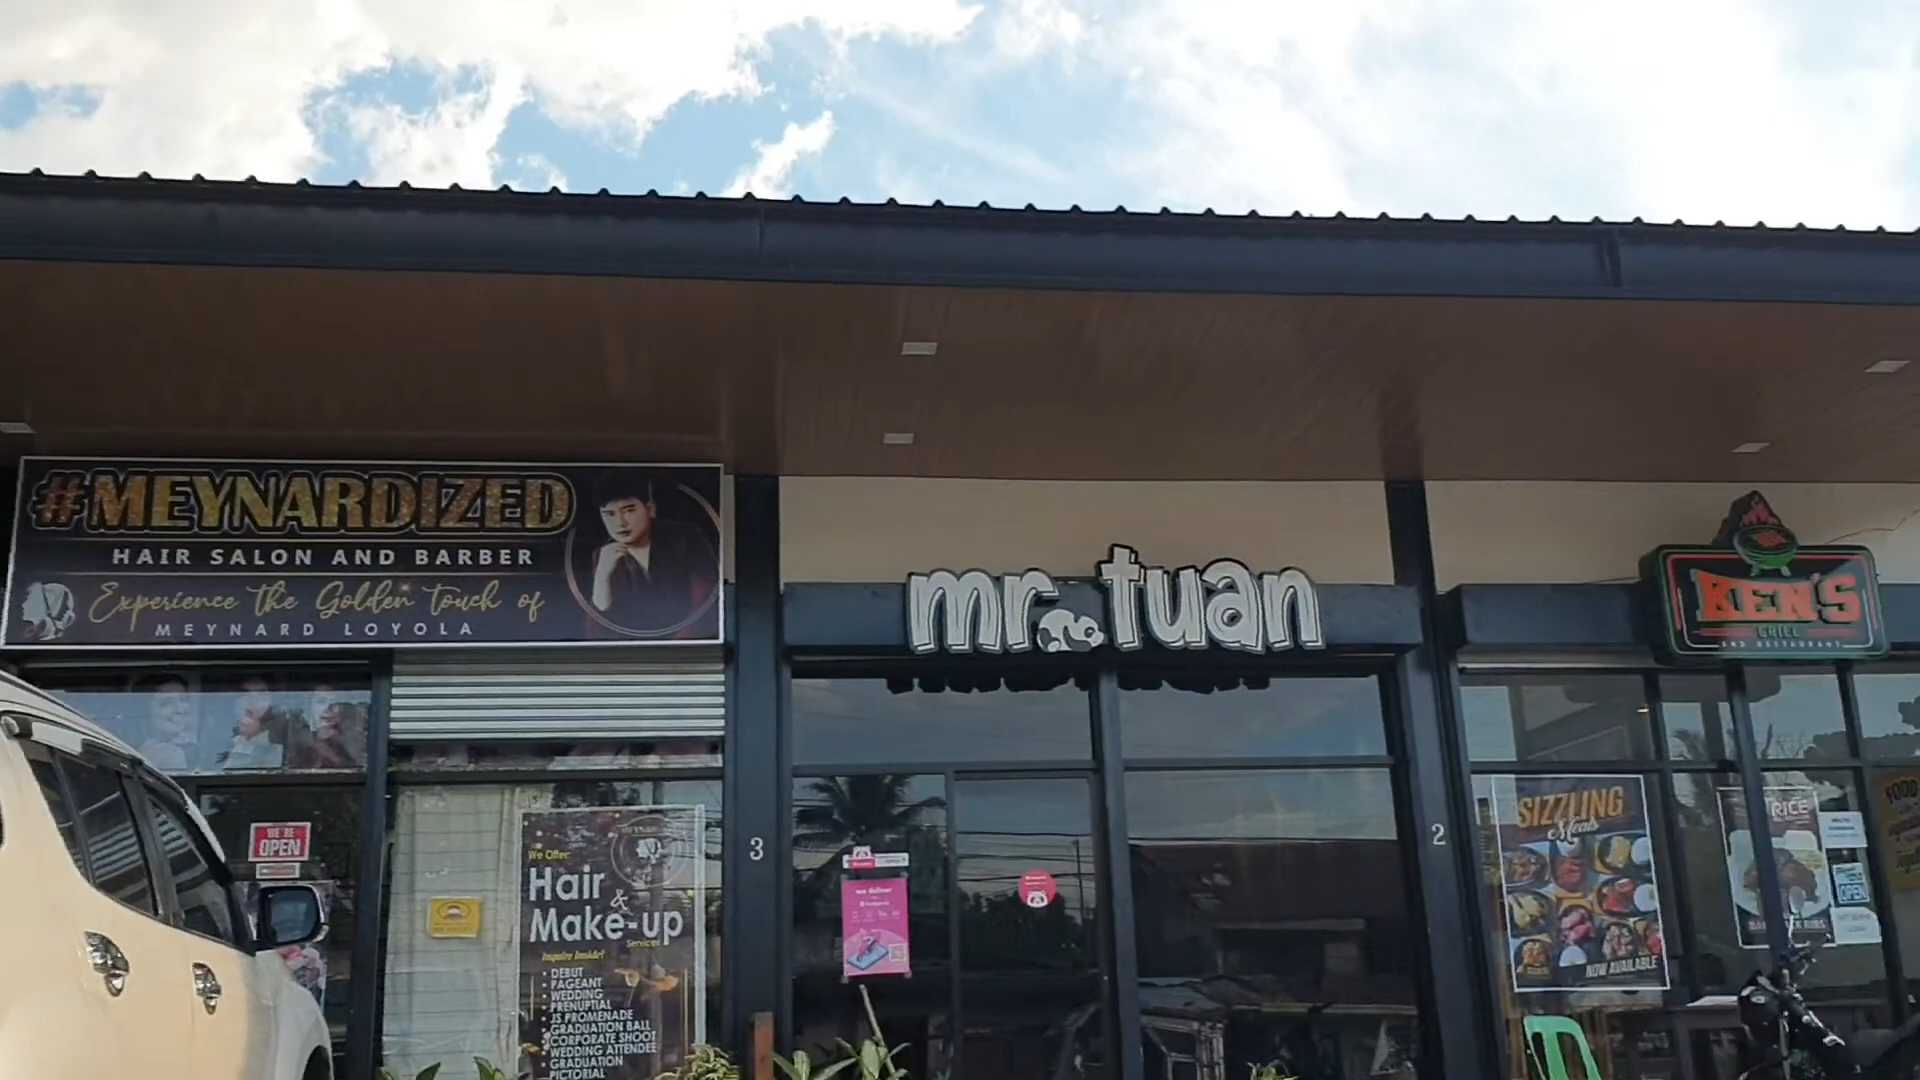 #MEYNARDIZED
HAIR SALON AND BARBER
Experience the Golden touch of
MEYNARD LOYOLA
mr. tuan
KEN'S
GRILL
AND RESTAURANT
WE'RE
OPEN
We Offer:
Hair
&
Make-up
Services
Inquire Inside!
• DEBUT
• PAGEANT
• WEDDING
• PRENUPTIAL
• JS PROMENADE
• GRADUATION BALL
• CORPORATE SHOOT
• WEDDING ATTENDEE
• GRADUATION
PICTORIAL
3
we deliver
2
SIZZLING
Meals
NOW AVAILABLE
RICE
OPEN
FOOD